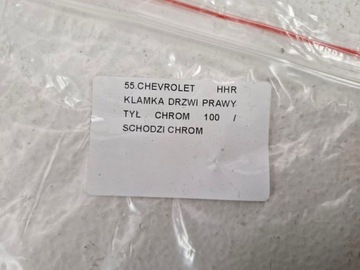 55.CHEVROLET HHR
KLAMKA DRZWI PRAWY
TYŁ CHROM 100 /
SCHODZI CHROM